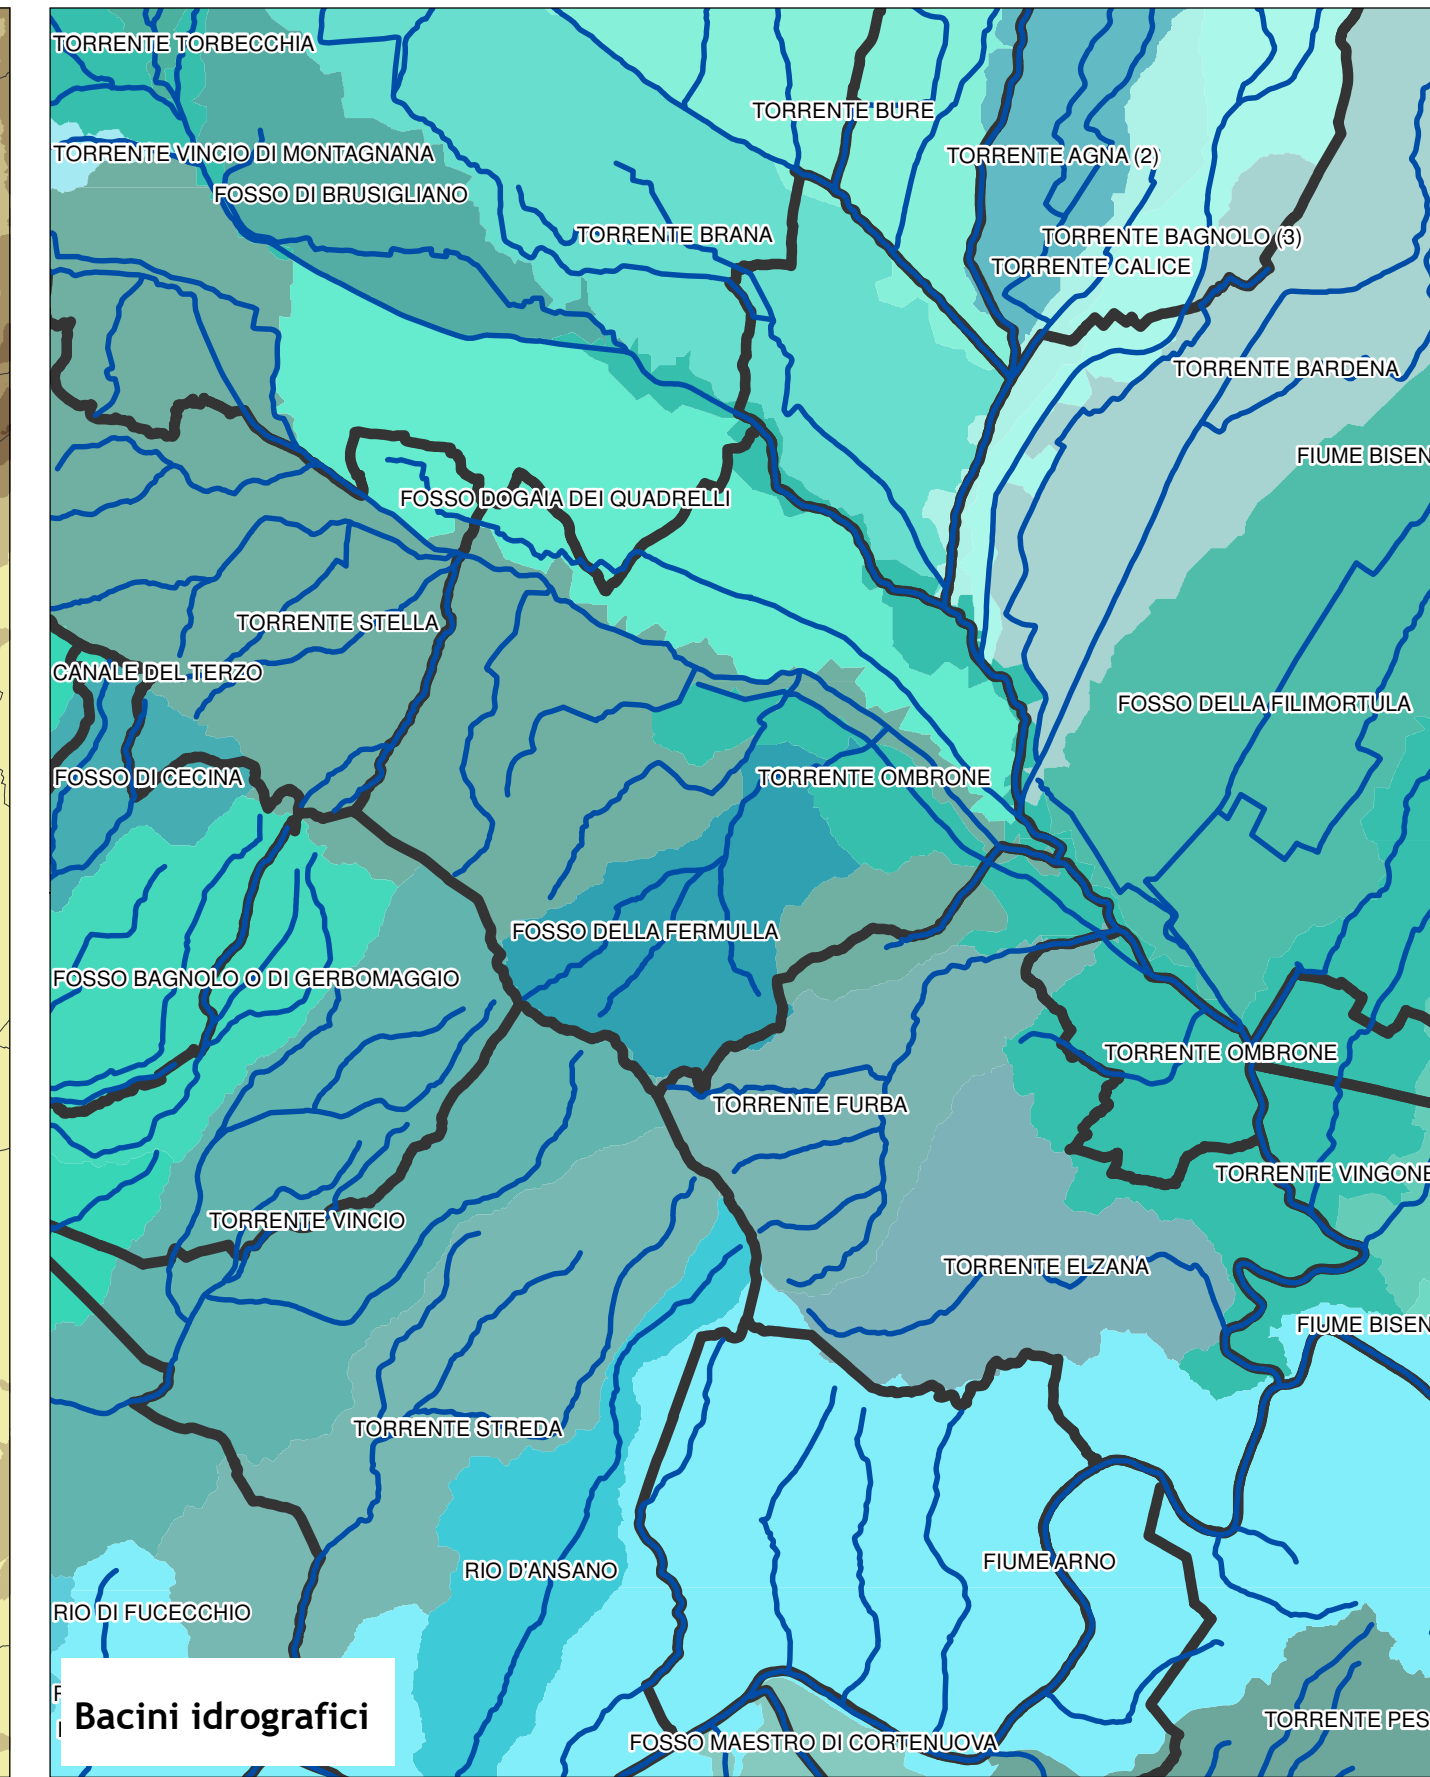 TORRENTE TORBECCHIA
TORRENTE BURE
TORRENTE VINCIO DI MONTAGNANA
TORRENTE AGNA (2)
FOSSO DI BRUSIGLIANO
TORRENTE BRANA
TORRENTE BAGNOLO (3)
TORRENTE CALICE
TORRENTE BARDENA
FIUME BISEN
FOSSO DOGAIA DEI QUADRELLI
TORRENTE STELLA
CANALE DEL TERZO
FOSSO DELLA FILIMORTULA
FOSSO DI CECINA
TORRENTE OMBRONE
FOSSO DELLA FERMULLA
FOSSO BAGNOLO O DI GERBOMAGGIO
TORRENTE OMBRONE
TORRENTE FURBA
TORRENTE VINGONE
TORRENTE VINCIO
TORRENTE ELZANA
FIUME BISEN
TORRENTE STREDA
FIUME ARNO
RIO D'ANSANO
RIO DI FUCECCHIO
Bacini idrografici
TORRENTE PES
FOSSO MAESTRO DI CORTENUOVA